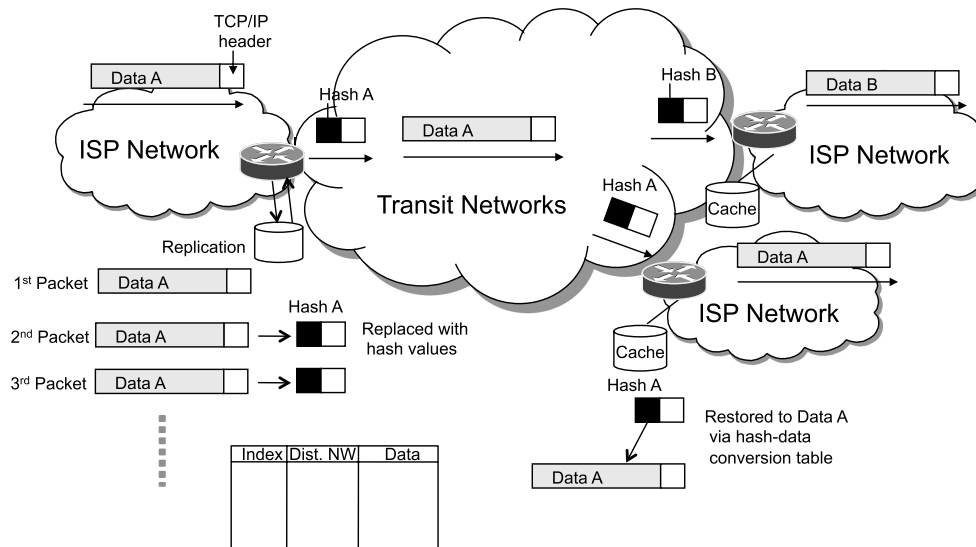 TCP/IP
header
Data A
ISP Network
Hash A
Data A
Transit Networks
Hash B
Data B
ISP Network
Cache
Hash A
Data A
ISP Network
Cache
Replication
1st Packet
Data A
2nd Packet
Data A
Hash A
Replaced with
hash values
3rd Packet
Data A
Hash A
Restored to Data A
via hash-data
conversion table
Data A
Index Dist. NW Data